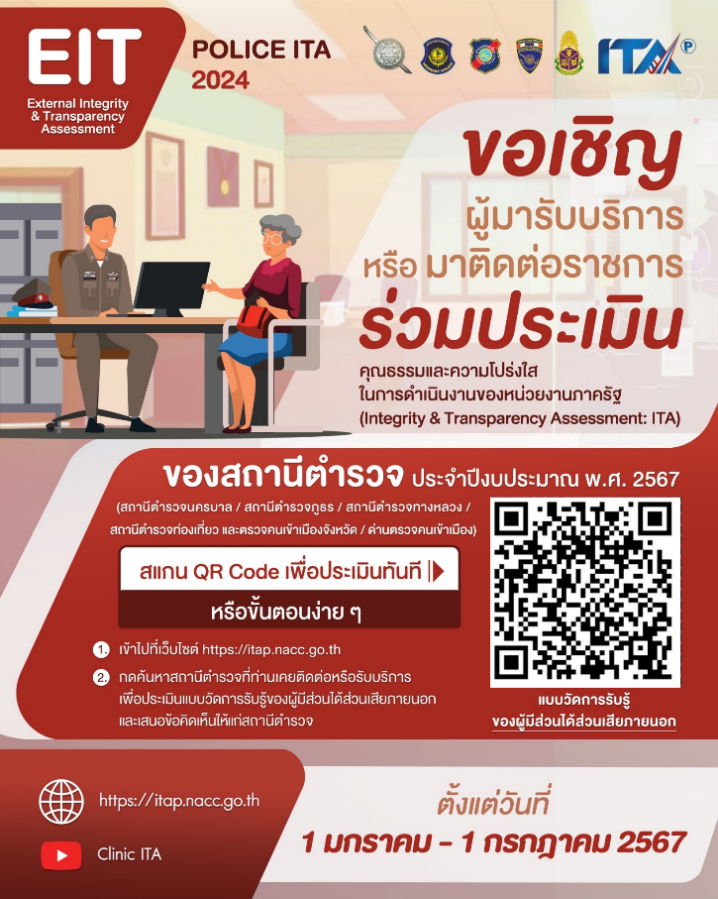 EIT
External Integrity
& Transparency
Assessment
POLICE ITA
2024
ITA P
ขอเชิญ
ผู้มารับบริการ
หรือ มาติดต่อราชการ
ร่วมประเมิน
คุณธรรมและความโปร่งใส
ในการดำเนินงานของหน่วยงานภาครัฐ
(Integrity & Transparency Assessment: ITA)
ของสถานีตำรวจ ประจำปีงบประมาณ พ.ศ. 2567
(สถานีตำรวจนครบาล / สถานีตำรวจภูธร / สถานีตำรวจทางหลวง /
สถานีตำรวจท่องเที่ยว และตรวจคนเข้าเมืองจังหวัด / ด่านตรวจคนเข้าเมือง)
สแกน QR Code เพื่อประเมินทันที
หรือขั้นตอนง่าย ๆ
1. เข้าไปที่เว็บไซต์ https://itap.nacc.go.th
2. กดค้นหาสถานีตำรวจที่ท่านเคยติดต่อหรือรับบริการ
เพื่อประเมินแบบวัดการรับรู้ของผู้มีส่วนได้ส่วนเสียภายนอก
และเสนอข้อคิดเห็นให้แก่สถานีตำรวจ
แบบวัดการรับรู้
ของผู้มีส่วนได้ส่วนเสียภายนอก
https://itap.nacc.go.th
Clinic ITA
ตั้งแต่วันที่
1 มกราคม - 1 กรกฎาคม 2567